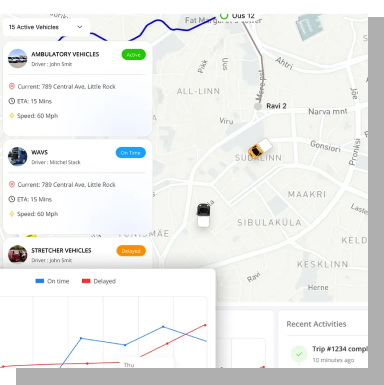 15 Active Vehicles
Fat Margaret's Tower
Uus 12
AMBULATORY VEHICLES
Active
Driver : John Smit
Current: 789 Central Ave, Little Rock
ETA: 15 Mins
Speed: 60 Mph
WAVS
On Time
Driver : Mitchel Stack
Current: 789 Central Ave, Little Rock
ETA: 15 Mins
Speed: 60 Mph
STRETCHER VEHICLES
Delayed
Driver : John Smit
Pikk
Uus
Ahtri
ALL-LINN
Mere
Ravi 2
Narva mnt
Viru
Gonsiori
Pronksi
Jõe
SÜDALINN
MAAKRI
SIBULAKÜLA
KELD
KESKLINN
Ravi
Herne
On time
Delayed
Thu
Recent Activities
Trip #1234 compl
10 minutes ago